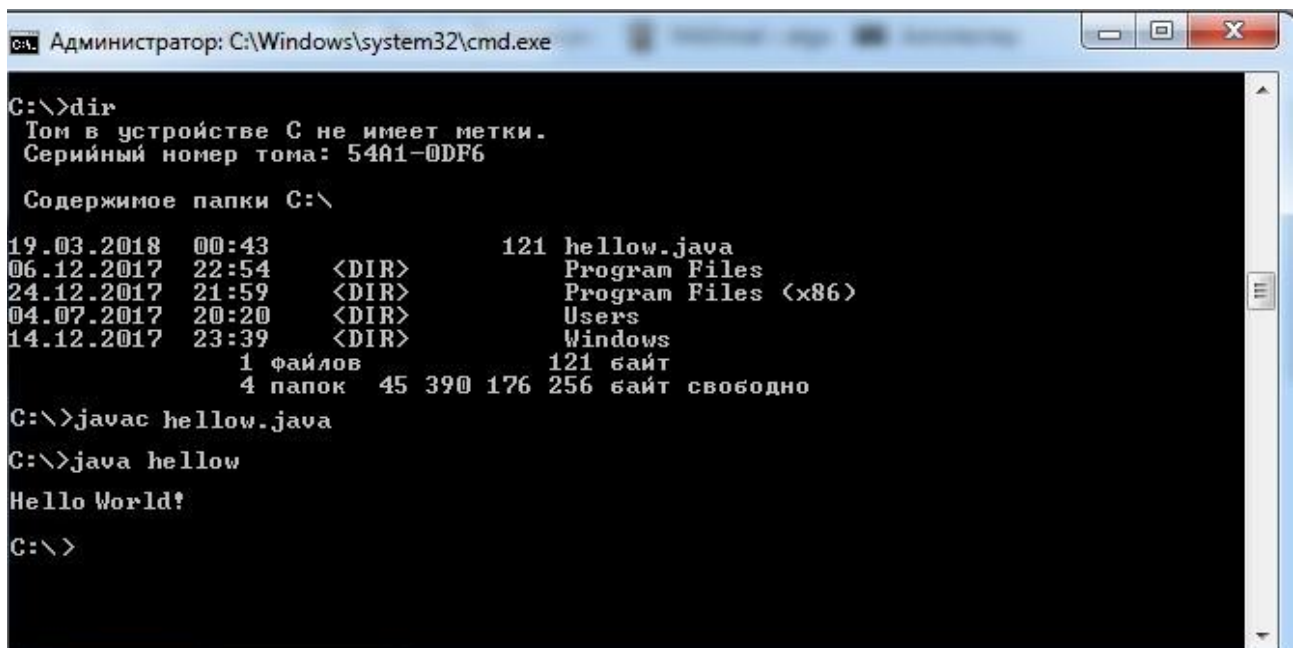 Администратор: C:\Windows\system32\cmd.exe
C:\>dir
Том в устройстве C не имеет метки.
Серийный номер тома: 54A1-0DF6
Содержимое папки C:\
19.03.2018 00:43 121 hellow.java
06.12.2017 22:54 <DIR> Program Files
24.12.2017 21:59 <DIR> Program Files (x86)
04.07.2017 20:20 <DIR> Users
14.12.2017 23:39 <DIR> Windows
1 файлов 121 байт
4 папок 45 390 176 256 байт свободно
C:\>javac hellow.java
C:\>java hellow
Hello World!
C:\>